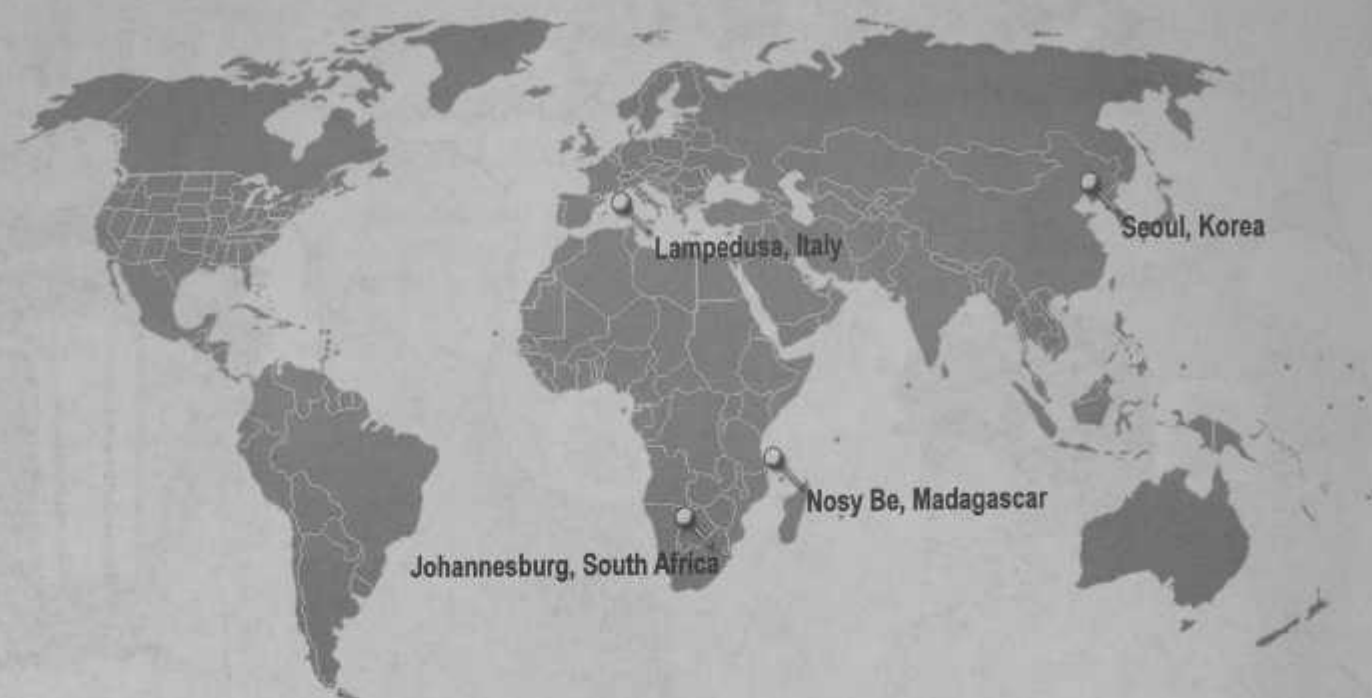 Seoul, Korea
Lampedusa, Italy
Nosy Be, Madagascar
Johannesburg, South Africa